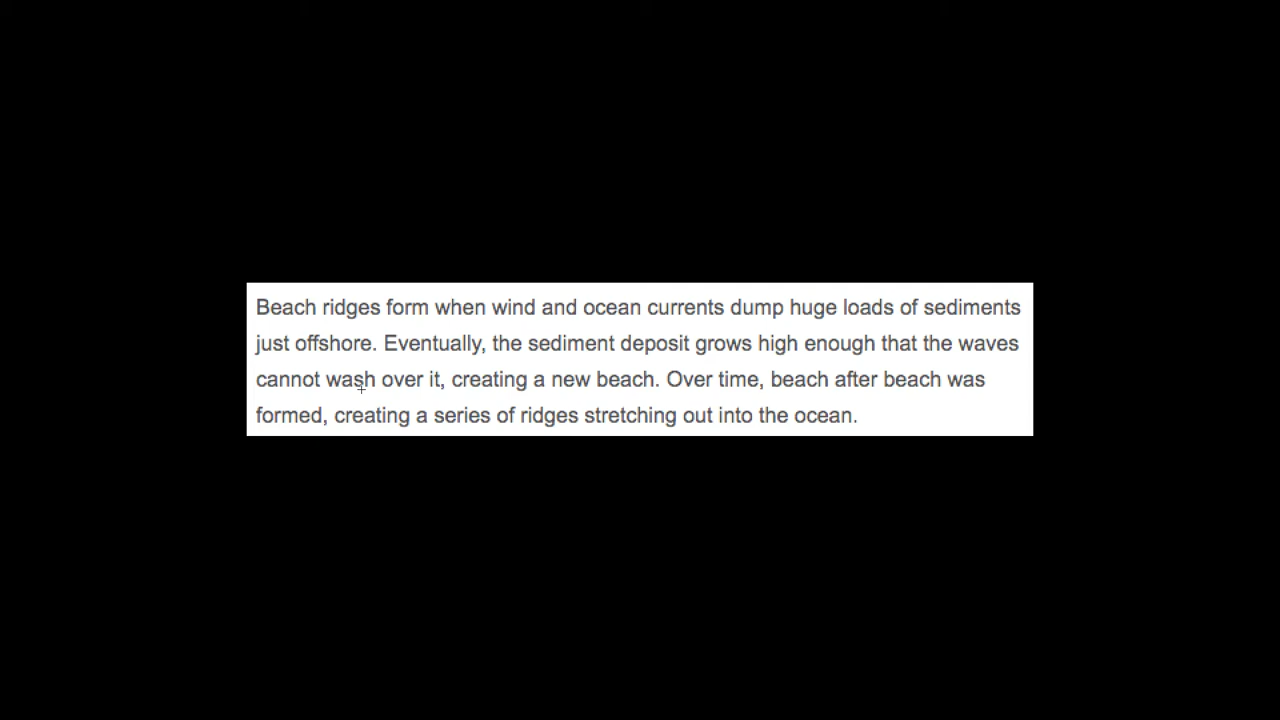 Beach ridges form when wind and ocean currents dump huge loads of sediments
just offshore. Eventually, the sediment deposit grows high enough that the waves
cannot wash over it, creating a new beach. Over time, beach after beach was
formed, creating a series of ridges stretching out into the ocean.